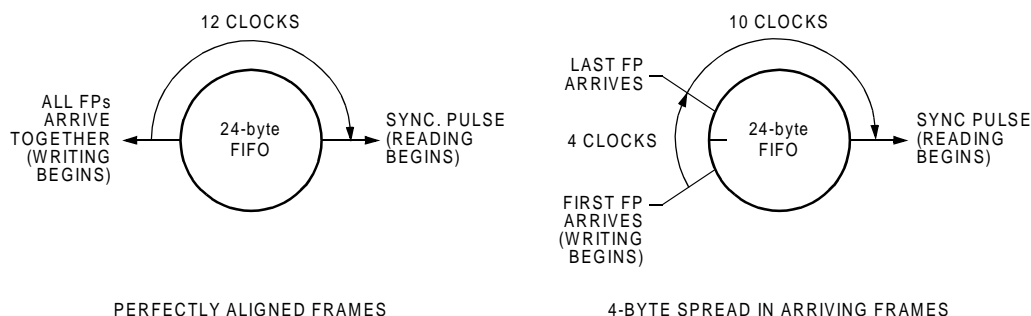 12 CLOCKS
ALL FPs
ARRIVE
TOGETHER
(WRITING
BEGINS)
24-byte
FIFO
SYNC. PULSE
(READING
BEGINS)
PERFECTLY ALIGNED FRAMES
10 CLOCKS
LAST FP
ARRIVES
4 CLOCKS
24-byte
FIFO
SYNC PULSE
(READING
BEGINS)
FIRST FP
ARRIVES
(WRITING
BEGINS)
4-BYTE SPREAD IN ARRIVING FRAMES